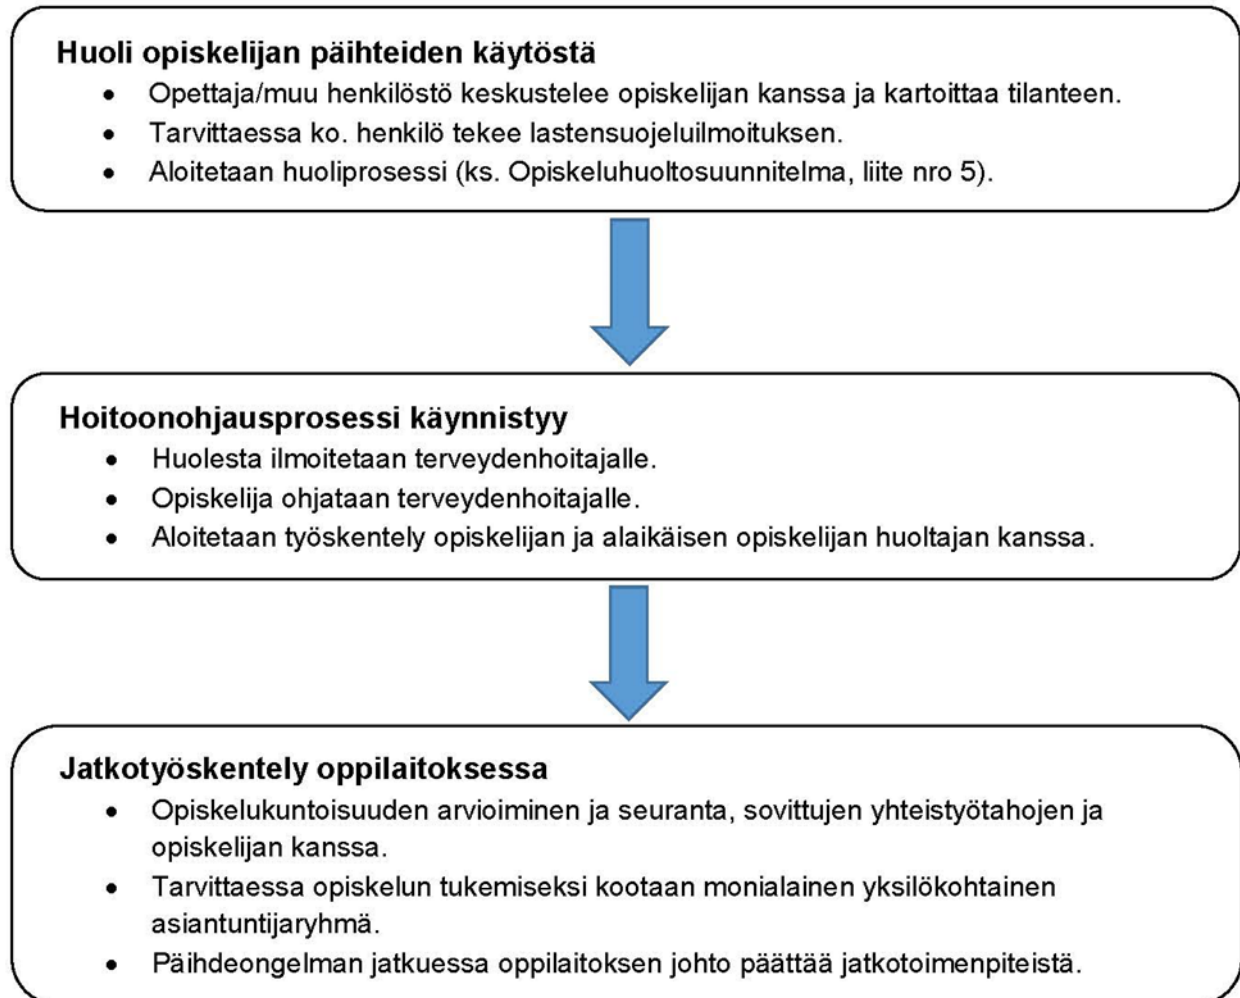 Huoli opiskelijan päihteiden käytöstä
• Opettaja/muu henkilöstö keskustelee opiskelijan kanssa ja kartoittaa tilanteen.
• Tarvittaessa ko. henkilö tekee lastensuojeluilmoituksen.
• Aloitetaan huoliprosessi (ks. Opiskeluhuoltosuunnitelma, liite nro 5).
Hoitoonohjausprosessi käynnistyy
• Huolesta ilmoitetaan terveydenhoitajalle.
• Opiskelija ohjataan terveydenhoitajalle.
• Aloitetaan työskentely opiskelijan ja alaikäisen opiskelijan huoltajan kanssa.
Jatkotyöskentely oppilaitoksessa
• Opiskelukuntoisuuden arvioiminen ja seuranta, sovittujen yhteistyötahojen ja
opiskelijan kanssa.
• Tarvittaessa opiskelun tukemiseksi kootaan monialainen yksilökohtainen
asiantuntijaryhmä.
• Päihdeongelman jatkuessa oppilaitoksen johto päättää jatkotoimenpiteistä.